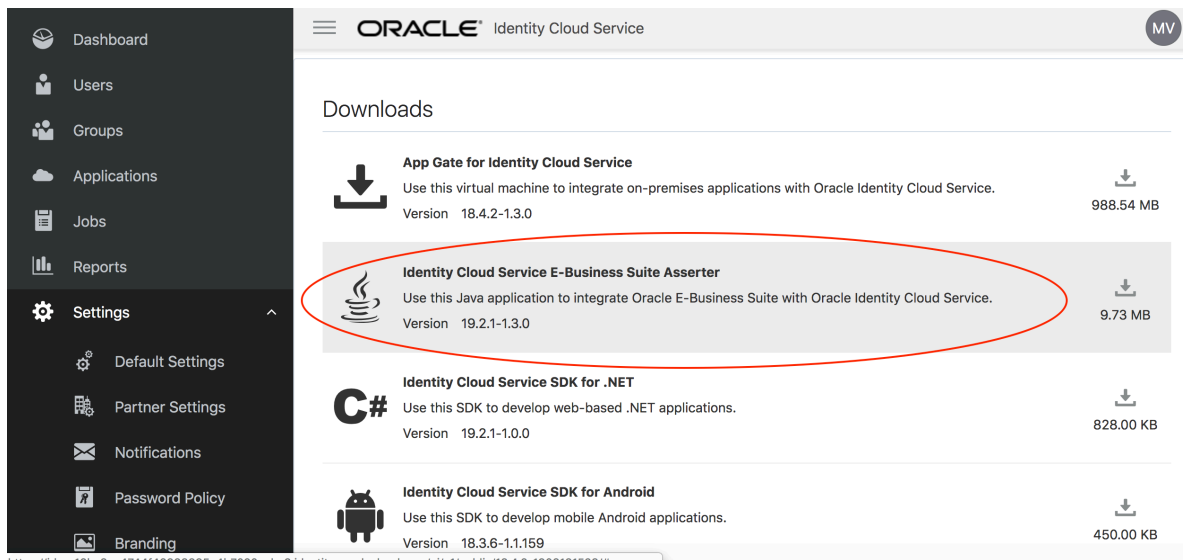 Dashboard
Users
Groups
Applications
Jobs
Reports
Settings
Default Settings
Partner Settings
Notifications
Password Policy
Branding
ORACLE® Identity Cloud Service
MV
Downloads
App Gate for Identity Cloud Service
Use this virtual machine to integrate on-premises applications with Oracle Identity Cloud Service.
Version 18.4.2-1.3.0
988.54 MB
Identity Cloud Service E-Business Suite Asserter
Use this Java application to integrate Oracle E-Business Suite with Oracle Identity Cloud Service.
Version 19.2.1-1.3.0
9.73 MB
C#
Identity Cloud Service SDK for .NET
Use this SDK to develop web-based .NET applications.
Version 19.2.1-1.0.0
828.00 KB
Identity Cloud Service SDK for Android
Use this SDK to develop mobile Android applications.
Version 18.3.6-1.1.159
450.00 KB